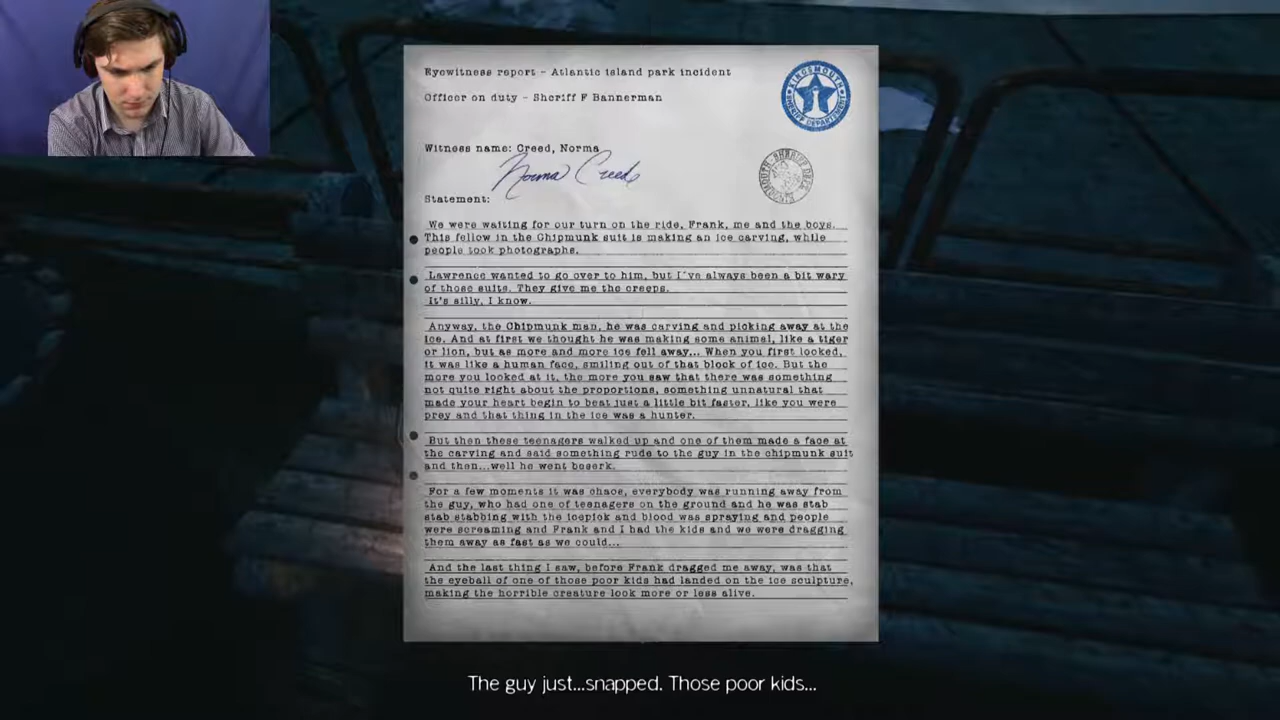 Eyewitness report - Atlantic island park incident
Officer on duty - Sheriff F Bannerman
KINGSMOUTH
SHERIFF DEPARTMENT
Witness name: Creed, Norma
Norma Creed
Statement:
We were waiting for our turn on the ride, Frank, me and the boys.
This fellow in the Chipmunk suit is making an ice carving, while
people took photographs.
Lawrence wanted to go over to him, but I´ve always been a bit wary
of those suits. They give me the creeps.
It's silly, I know.
Anyway, the Chipmunk man, he was carving and picking away at the
ice. And at first we thought he was making some animal, like a tiger
or lion, but as more and more ice fell away... When you first looked,
it was like a human face, smiling out of that block of ice. But the
more you looked at it, the more you saw that there was something
not quite right about the proportions, something unnatural that
made your heart begin to beat just a little bit faster, like you were
prey and that thing in the ice was a hunter.
But then these teenagers walked up and one of them made a face at
the carving and said something rude to the guy in the chipmunk suit
and then...well he went beserk.
For a few moments it was chaos, everybody was running away from
the guy, who had one of teenagers on the ground and he was stab
stab stabbing with the icepick and blood was spraying and people
were screaming and Frank and I had the kids and we were dragging
them away as fast as we could...
And the last thing I saw, before Frank dragged me away, was that
the eyeball of one of those poor kids had landed on the ice sculpture,
making the horrible creature look more or less alive.
The guy just...snapped. Those poor kids...